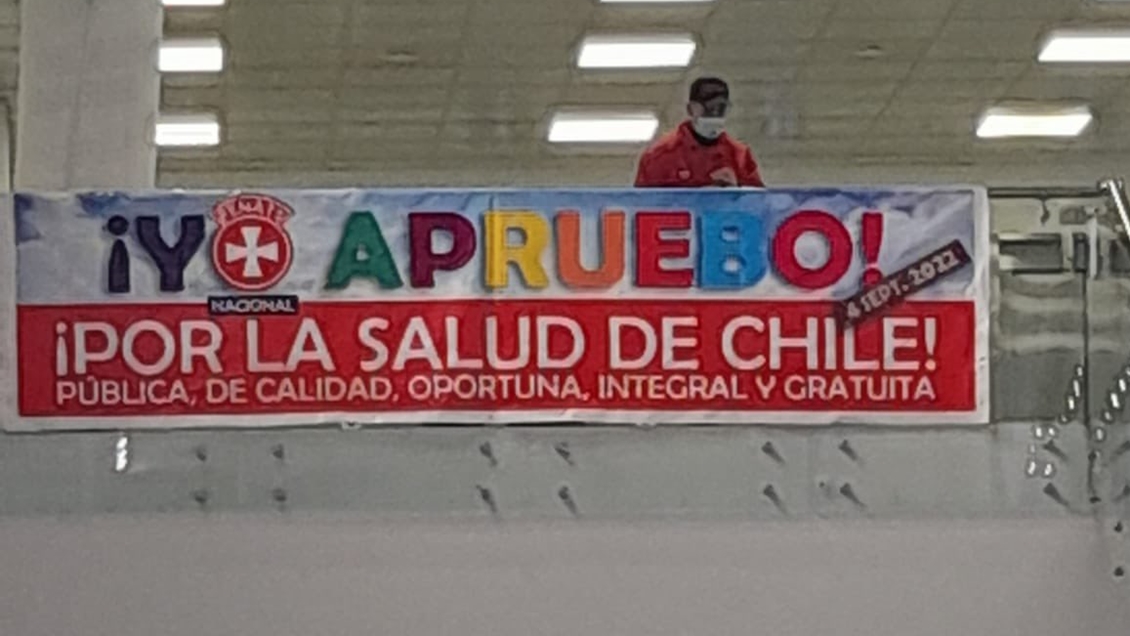 ¡YO APRUEBO!
FENATS
NACIONAL
4 SEPT. 2022
¡POR LA SALUD DE CHILE!
PÚBLICA, DE CALIDAD, OPORTUNA, INTEGRAL Y GRATUITA